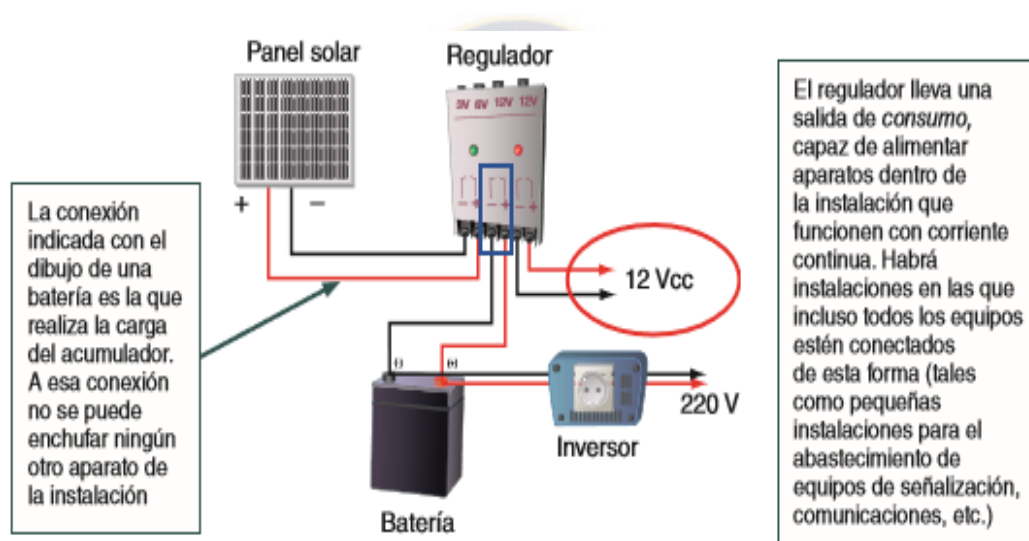 Panel solar
Regulador
3V 6V 12V 12V
+ −
− + − + − +
La conexión
indicada con el
dibujo de una
batería es la que
realiza la carga
del acumulador.
A esa conexión
no se puede
enchufar ningún
otro aparato de
la instalación
12 Vcc
(-) (+)
220 V
Inversor
Batería
El regulador lleva una
salida de consumo,
capaz de alimentar
aparatos dentro de
la instalación que
funcionen con corriente
continua. Habrá
instalaciones en las que
incluso todos los equipos
estén conectados
de esta forma (tales
como pequeñas
instalaciones para el
abastecimiento de
equipos de señalización,
comunicaciones, etc.)